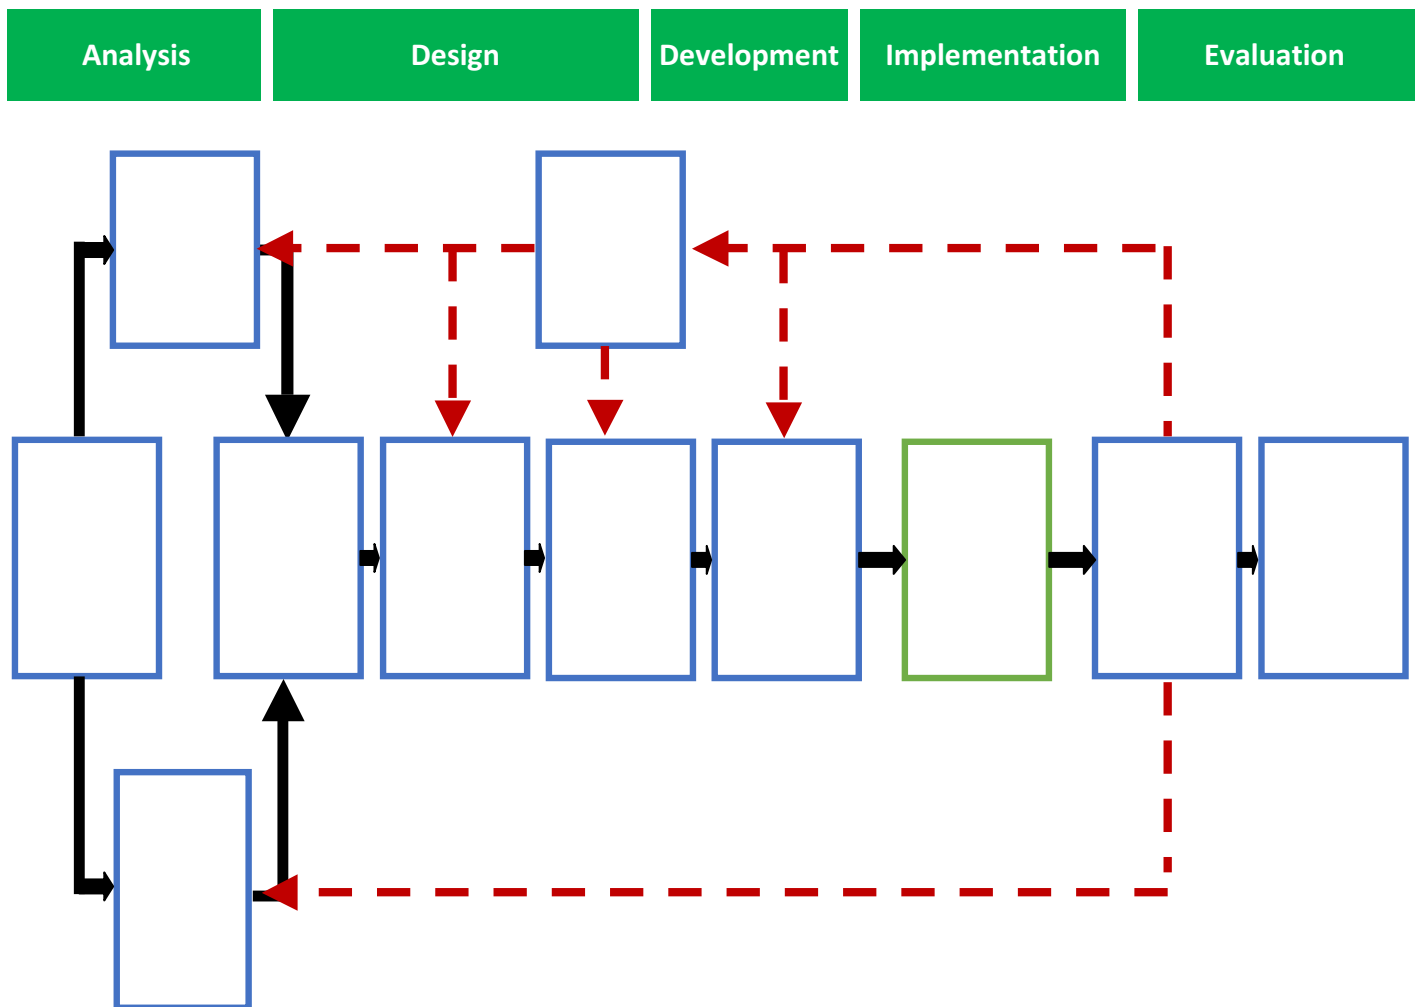 Analysis
Design
Development
Implementation
Evaluation